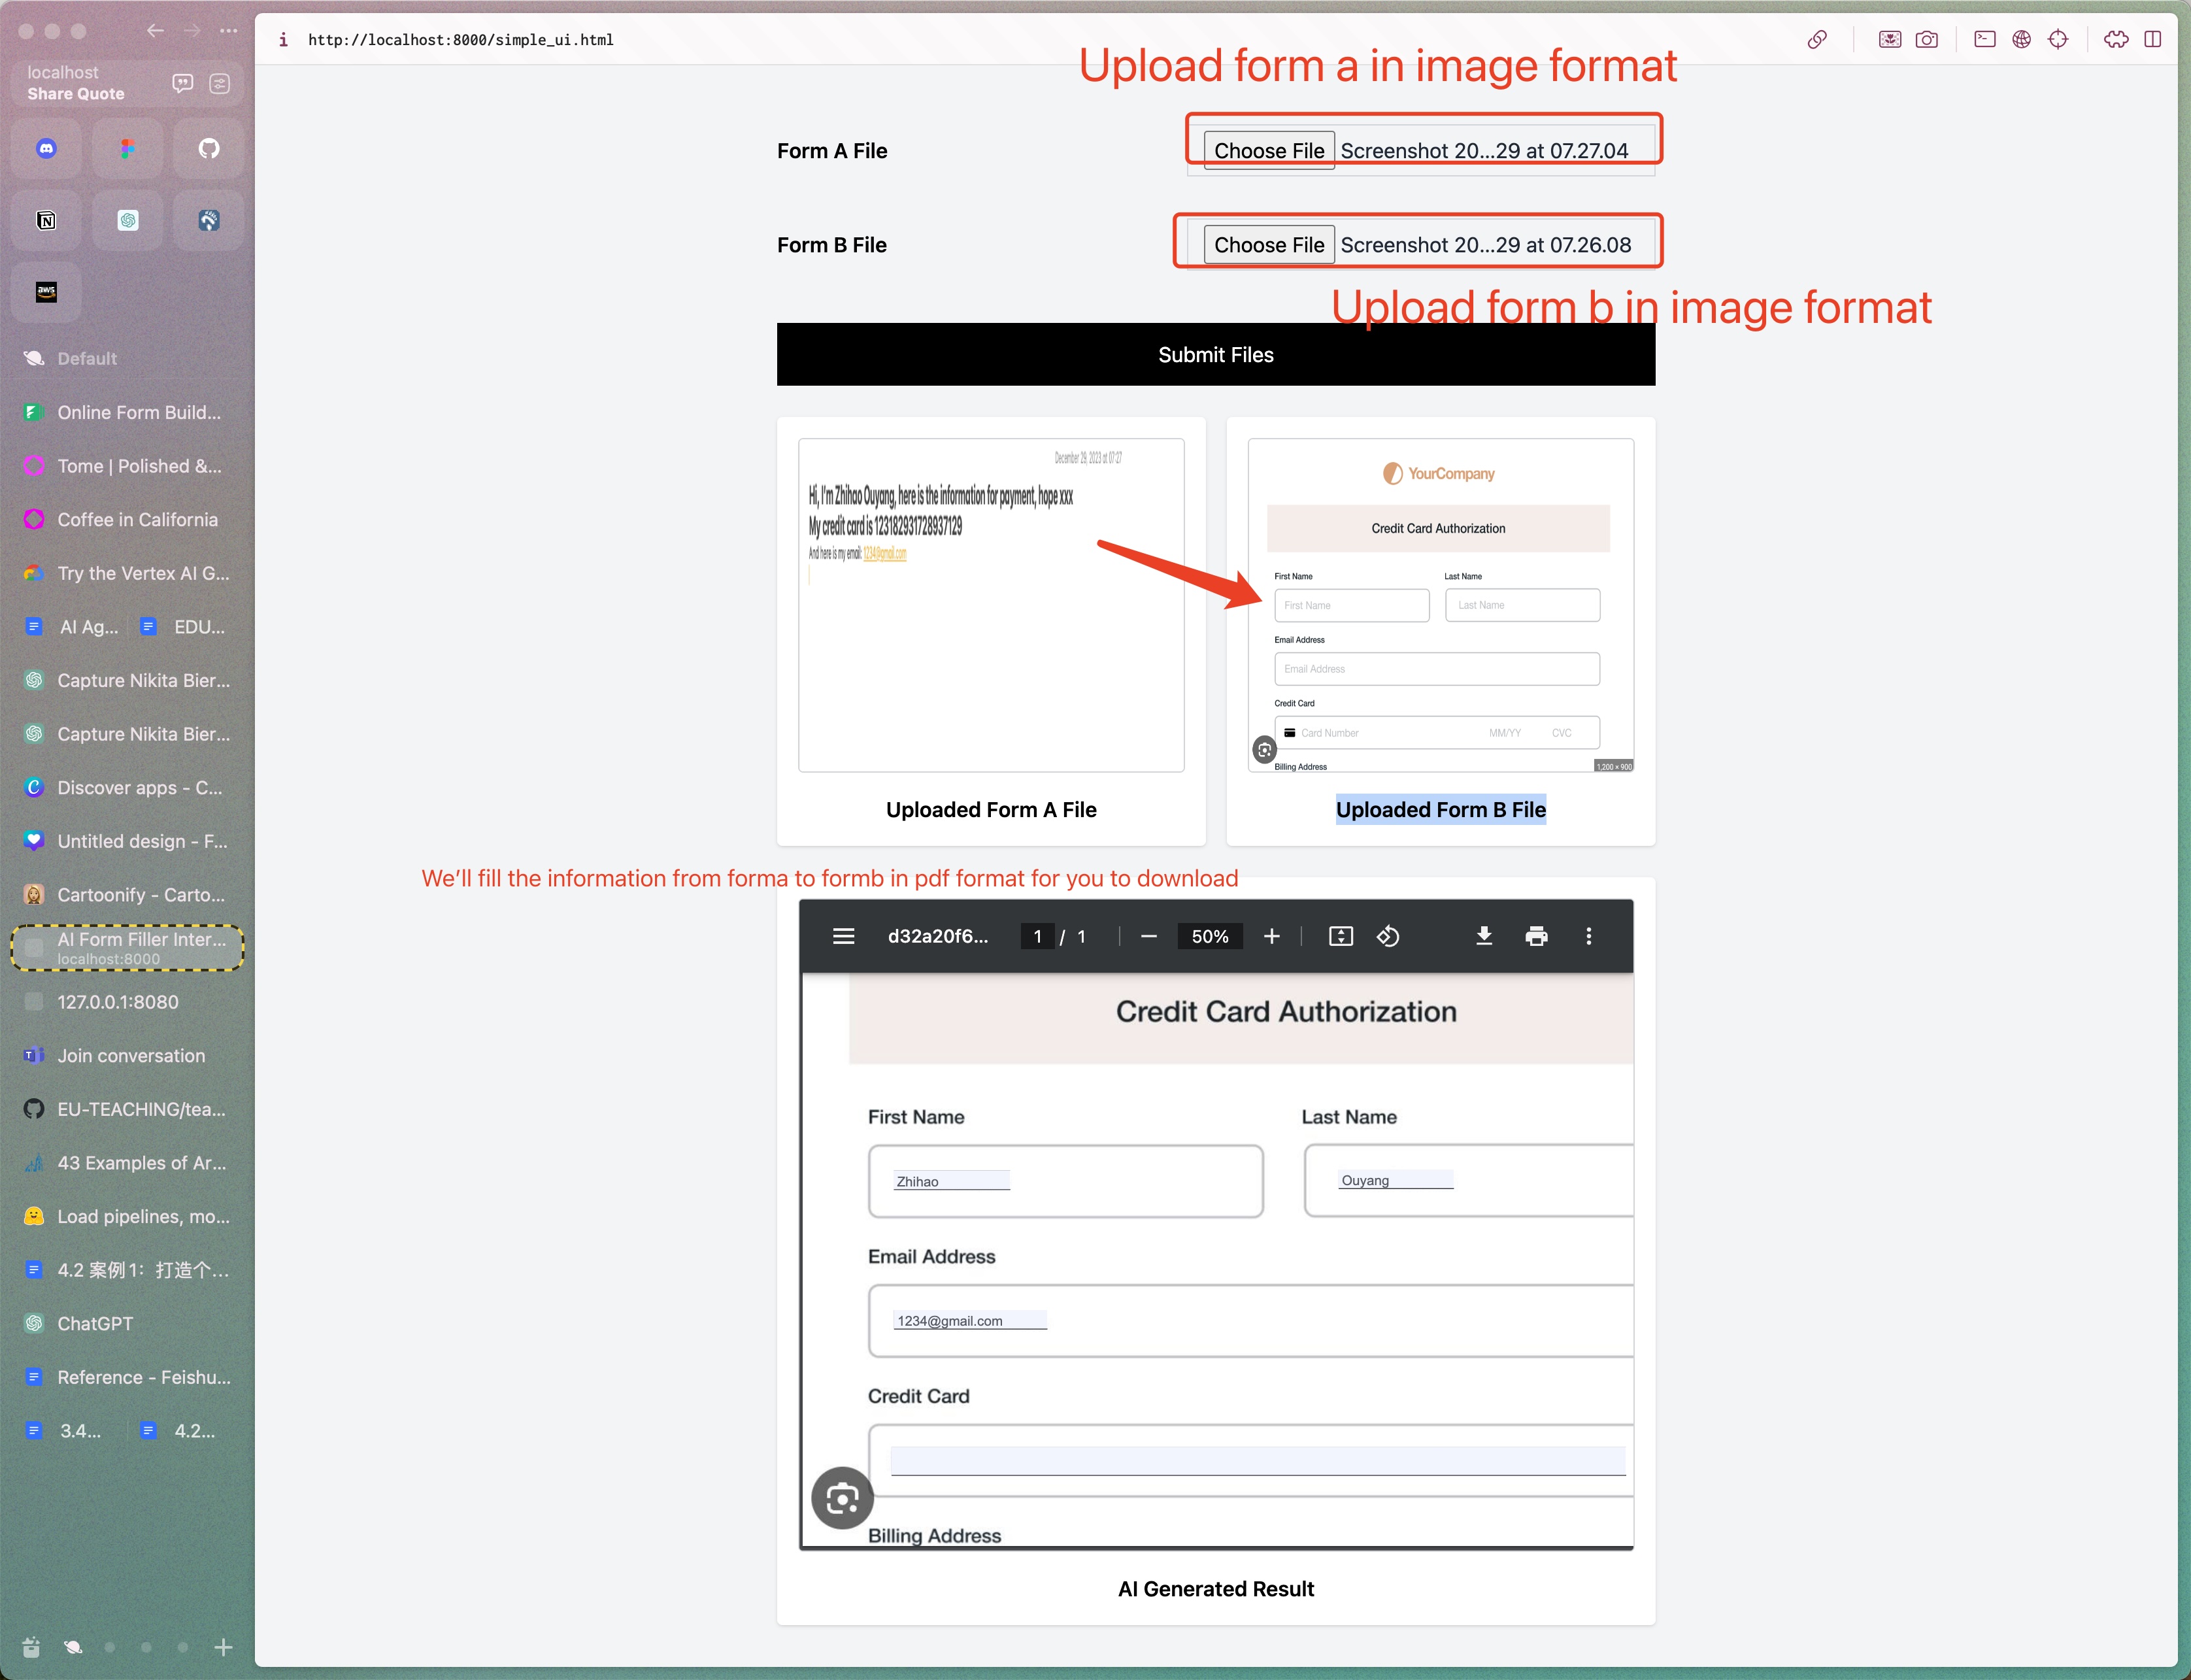 http://localhost:8000/simple_ui.html
localhost
Share Quote
aws
Default
Online Form Build...
Tome | Polished &...
Coffee in California
Try the Vertex AI G...
AI Ag...
EDU...
Capture Nikita Bier...
Capture Nikita Bier...
Discover apps - C...
Untitled design - F...
Cartoonify - Carto...
AI Form Filler Inter...
localhost:8000
127.0.0.1:8080
Join conversation
EU-TEACHING/tea...
43 Examples of Ar...
Load pipelines, mo...
4.2 案例1：打造个...
ChatGPT
Reference - Feishu...
3.4...
4.2...
Upload form a in image format
Form A File
Choose File Screenshot 20...29 at 07.27.04
Form B File
Choose File Screenshot 20...29 at 07.26.08
Upload form b in image format
Submit Files
December 29, 2023 at 07:27
Hi, I'm Zhihao Ouyang, here is the information for payment, hope xxx
My credit card is 123182931728937129
And here is my email: 1234@gmail.com
Uploaded Form A File
YourCompany
Credit Card Authorization
First Name
Last Name
First Name
Last Name
Email Address
Email Address
Credit Card
Card Number
MM/YY
CVC
Billing Address
1,200 × 900
Uploaded Form B File
We'll fill the information from forma to formb in pdf format for you to download
d32a20f6...
1 / 1
50%
Credit Card Authorization
First Name
Last Name
Zhihao
Ouyang
Email Address
1234@gmail.com
Credit Card
Billing Address
AI Generated Result